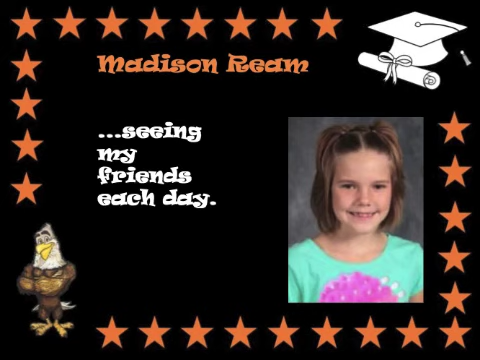 Madison Ream
...seeing
my
friends
each day.